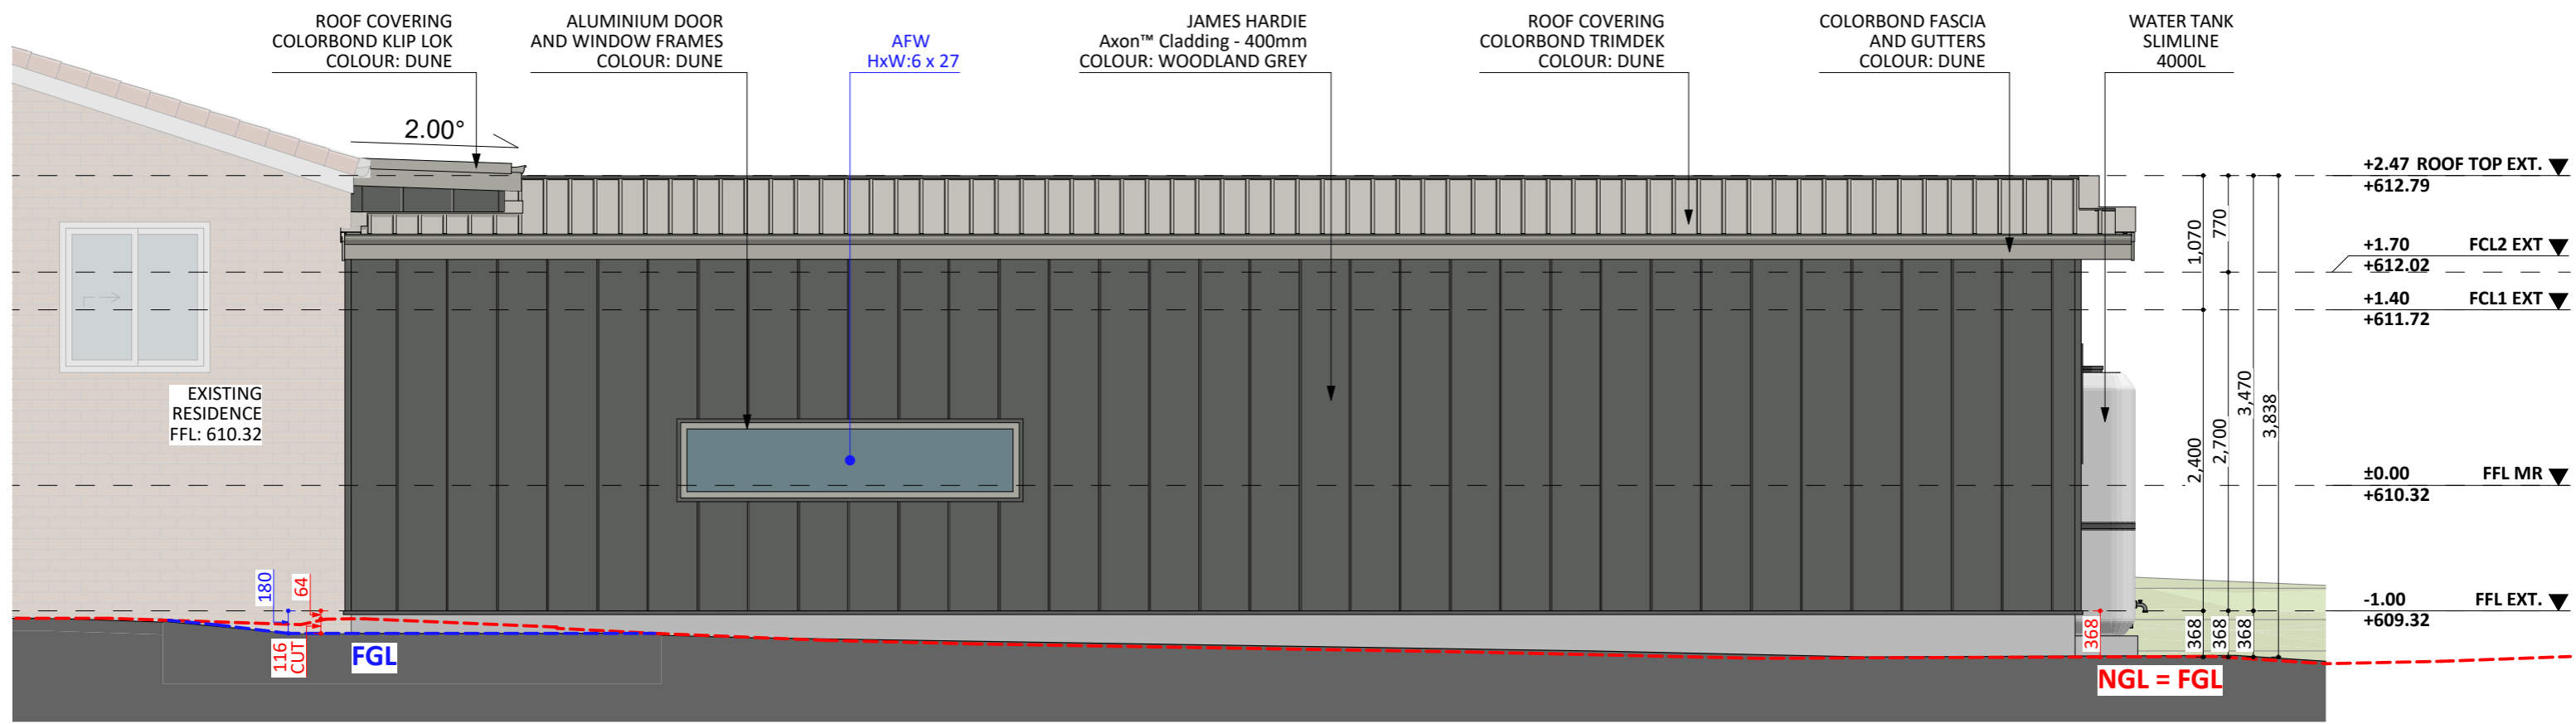 ROOF COVERING
COLORBOND KLIP LOK
COLOUR: DUNE
ALUMINIUM DOOR
AND WINDOW FRAMES
COLOUR: DUNE
AFW
HxW:6 x 27
JAMES HARDIE
Axon™ Cladding - 400mm
COLOUR: WOODLAND GREY
ROOF COVERING
COLORBOND TRIMDEK
COLOUR: DUNE
COLORBOND FASCIA
AND GUTTERS
COLOUR: DUNE
WATER TANK
SLIMLINE
4000L
2.00°
EXISTING
RESIDENCE
FFL: 610.32
180
64
116
CUT
FGL
368
NGL = FGL
1,070
770
2,400
2,700
3,470
3,838
368
368
368
+2.47 ROOF TOP EXT.
+612.79
+1.70 FCL2 EXT
+612.02
+1.40 FCL1 EXT
+611.72
±0.00 FFL MR
+610.32
-1.00 FFL EXT.
+609.32